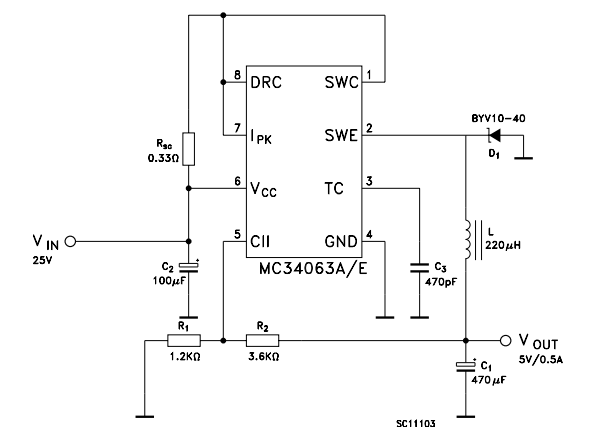 8 DRC SWC 1
BYV10-40
7 IPK SWE 2
D1
Rsc
0.33Ω
6 VCC TC 3
VIN
25V
5 CII GND 4
L
220μH
C2
100μF
+
MC34063A/E
C3
470pF
R1
R2
1.2KΩ
3.6KΩ
VOUT
5V/0.5A
+
C1
470μF
SC11103